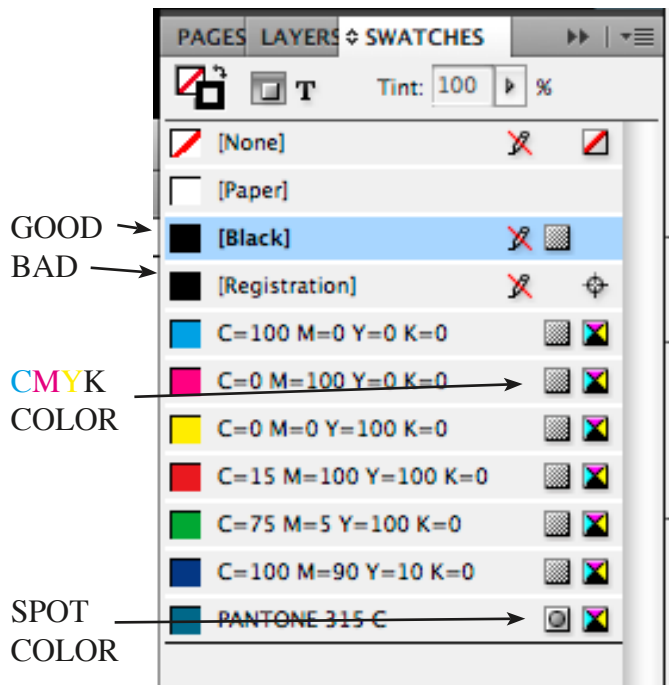 PAGES LAYERS SWATCHES
T Tint: 100 %
[None]
[Paper]
GOOD [Black]
BAD [Registration]
C=100 M=0 Y=0 K=0
CMYK COLOR C=0 M=100 Y=0 K=0
C=0 M=0 Y=100 K=0
C=15 M=100 Y=100 K=0
C=75 M=5 Y=100 K=0
C=100 M=90 Y=10 K=0
SPOT COLOR PANTONE 315 C